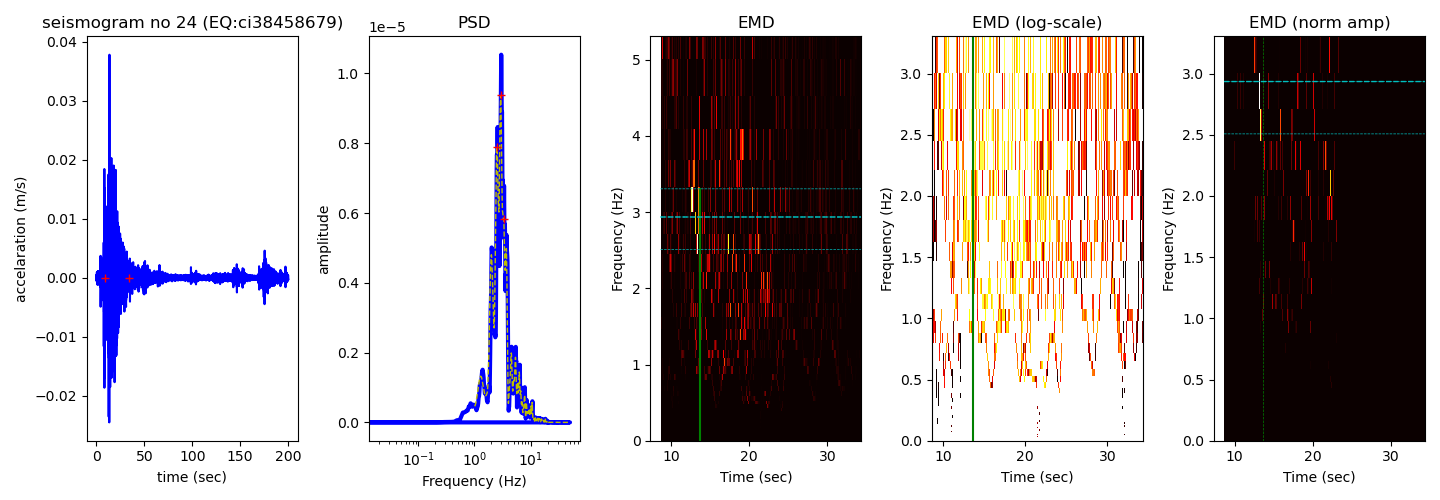 seismogram no 24 (EQ:ci38458679)
PSD
EMD
EMD (log-scale)
EMD (norm amp)
1e−5
0.04
0.03
0.02
0.01
0.00
−0.01
−0.02
accelaration (m/s)
0 50 100 150 200
time (sec)
1.0
0.8
0.6
0.4
0.2
0.0
amplitude
10⁻¹ 10⁰ 10¹
Frequency (Hz)
5
4
3
2
1
0
Frequency (Hz)
10 20 30
Time (sec)
3.0
2.5
2.0
1.5
1.0
0.5
0.0
Frequency (Hz)
10 20 30
Time (sec)
3.0
2.5
2.0
1.5
1.0
0.5
0.0
Frequency (Hz)
10 20 30
Time (sec)